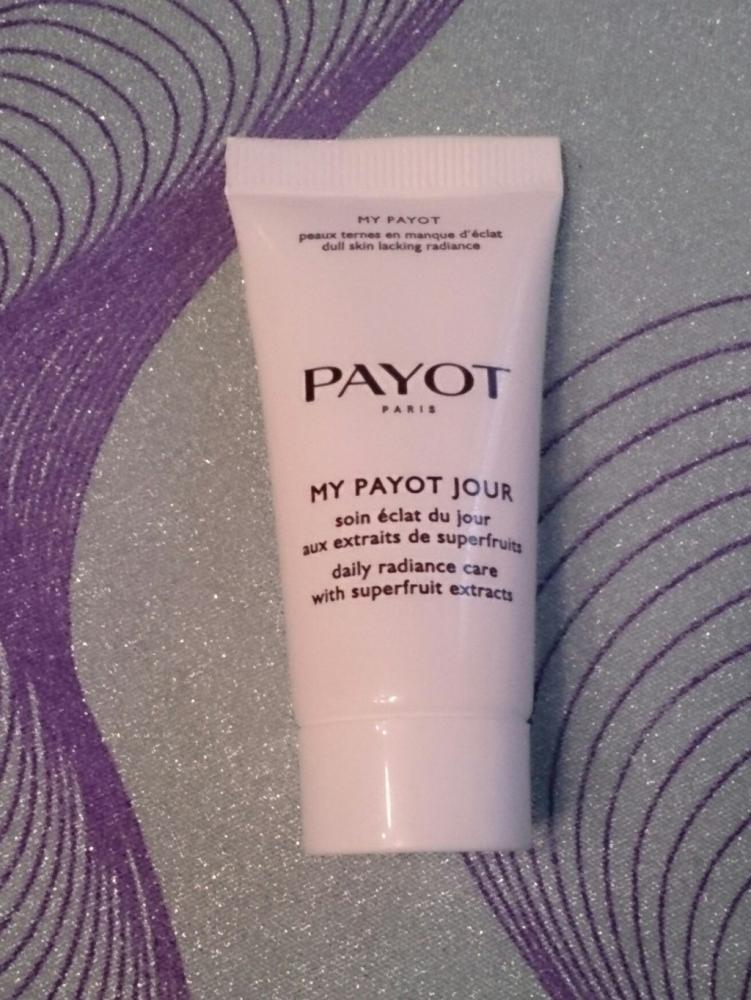 MY PAYOT
peaux ternes en manque d'éclat
dull skin lacking radiance
PAYOT
PARIS
MY PAYOT JOUR
soin éclat du jour
aux extraits de superfruits
daily radiance care
with superfruit extracts